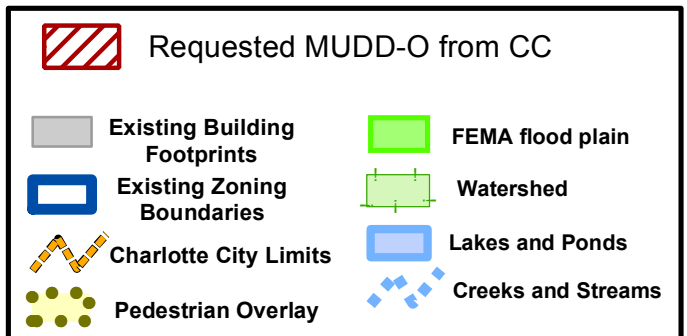 Requested MUDD-O from CC
Existing Building
Footprints
Existing Zoning
Boundaries
Charlotte City Limits
Pedestrian Overlay
FEMA flood plain
Watershed
Lakes and Ponds
Creeks and Streams